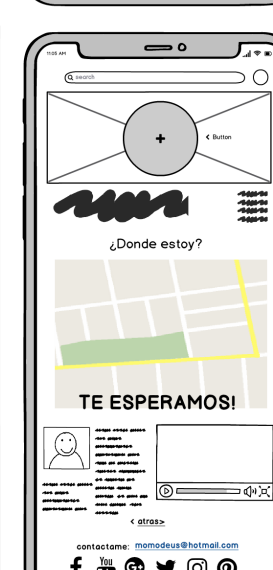 11:05 AM
search
+
< Button
¿Donde estoy?
TE ESPERAMOS!
< atras>
contactame: momodeus@hotmail.com
f You G+